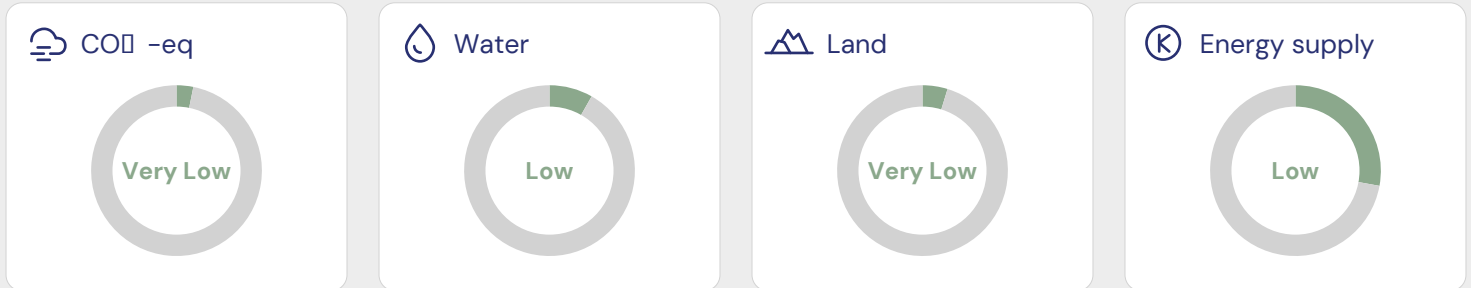 CO▯ -eq
Water
Land
Energy supply
Very Low
Low
Very Low
Low